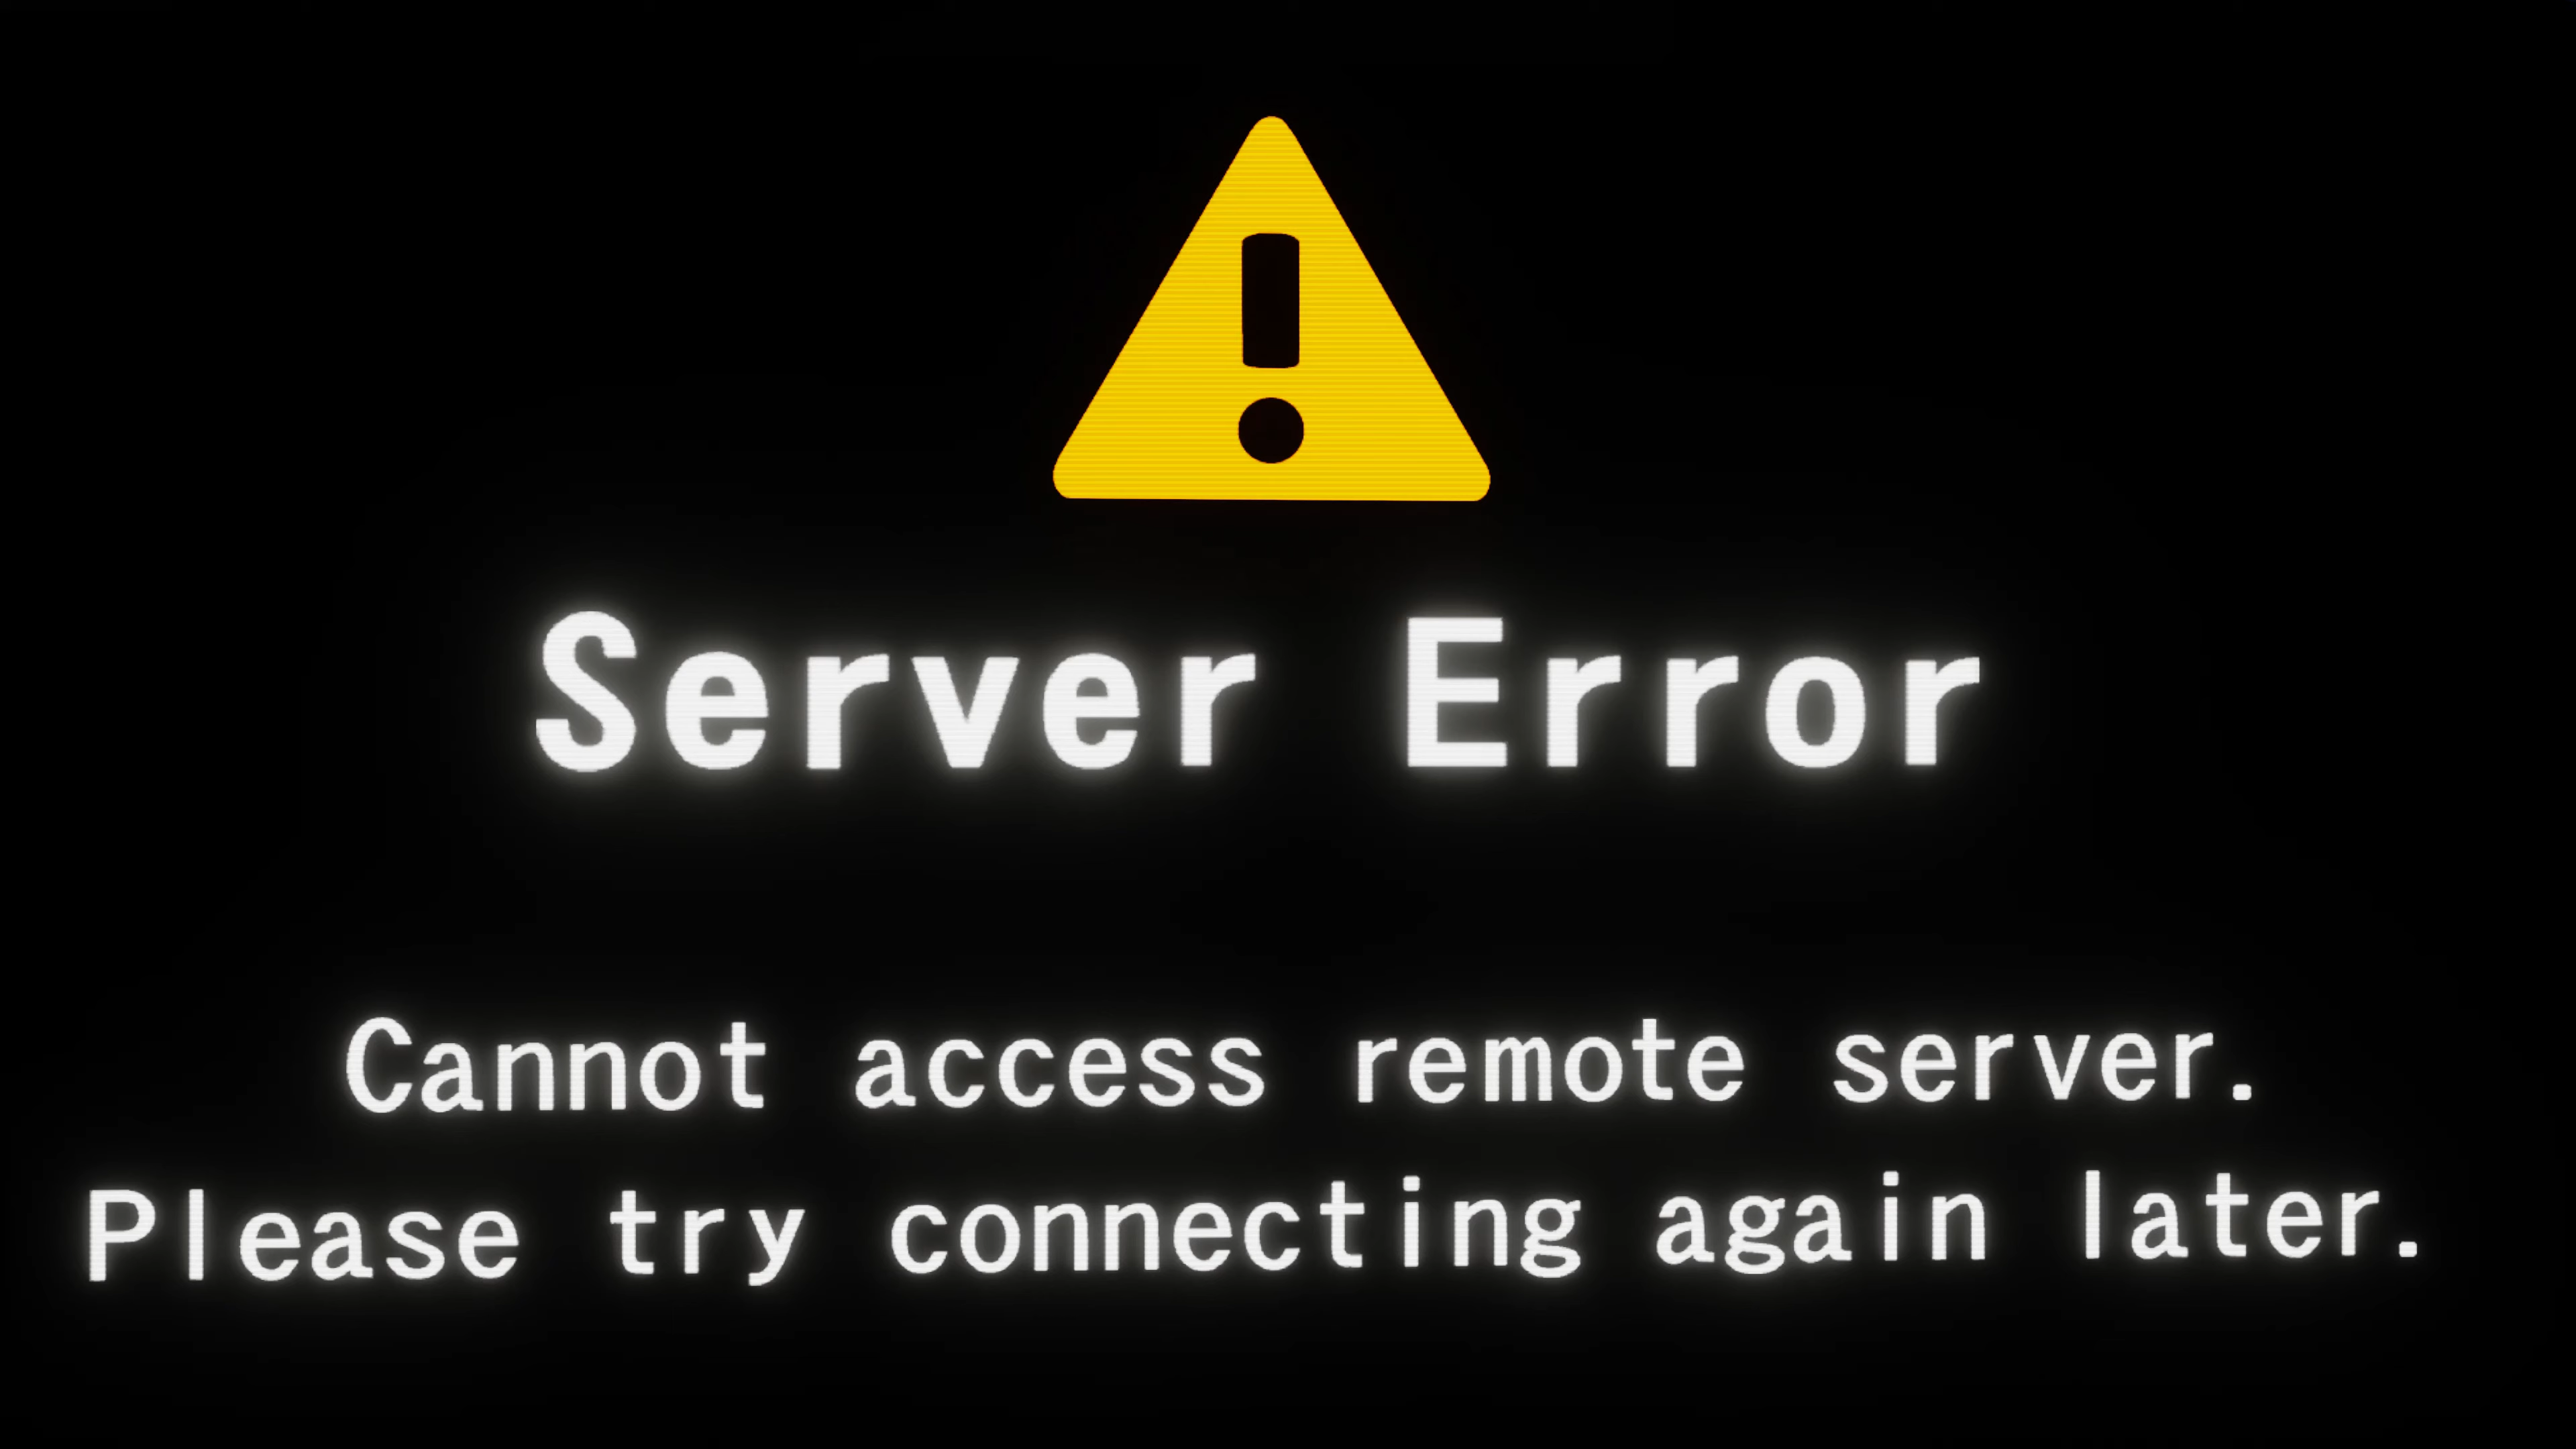 Server Error
Cannot access remote server.
Please try connecting again later.